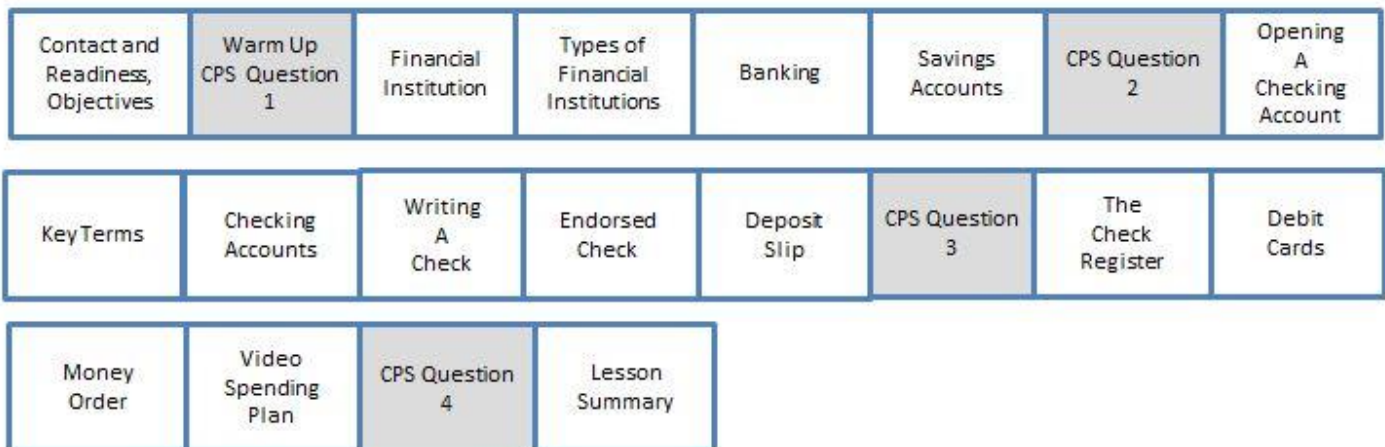 Contact and
Readiness,
Objectives
Warm Up
CPS Question
1
Financial
Institution
Types of
Financial
Institutions
Banking
Savings
Accounts
CPS Question
2
Opening
A
Checking
Account
Key Terms
Checking
Accounts
Writing
A
Check
Endorsed
Check
Deposit
Slip
CPS Question
3
The
Check
Register
Debit
Cards
Money
Order
Video
Spending
Plan
CPS Question
4
Lesson
Summary